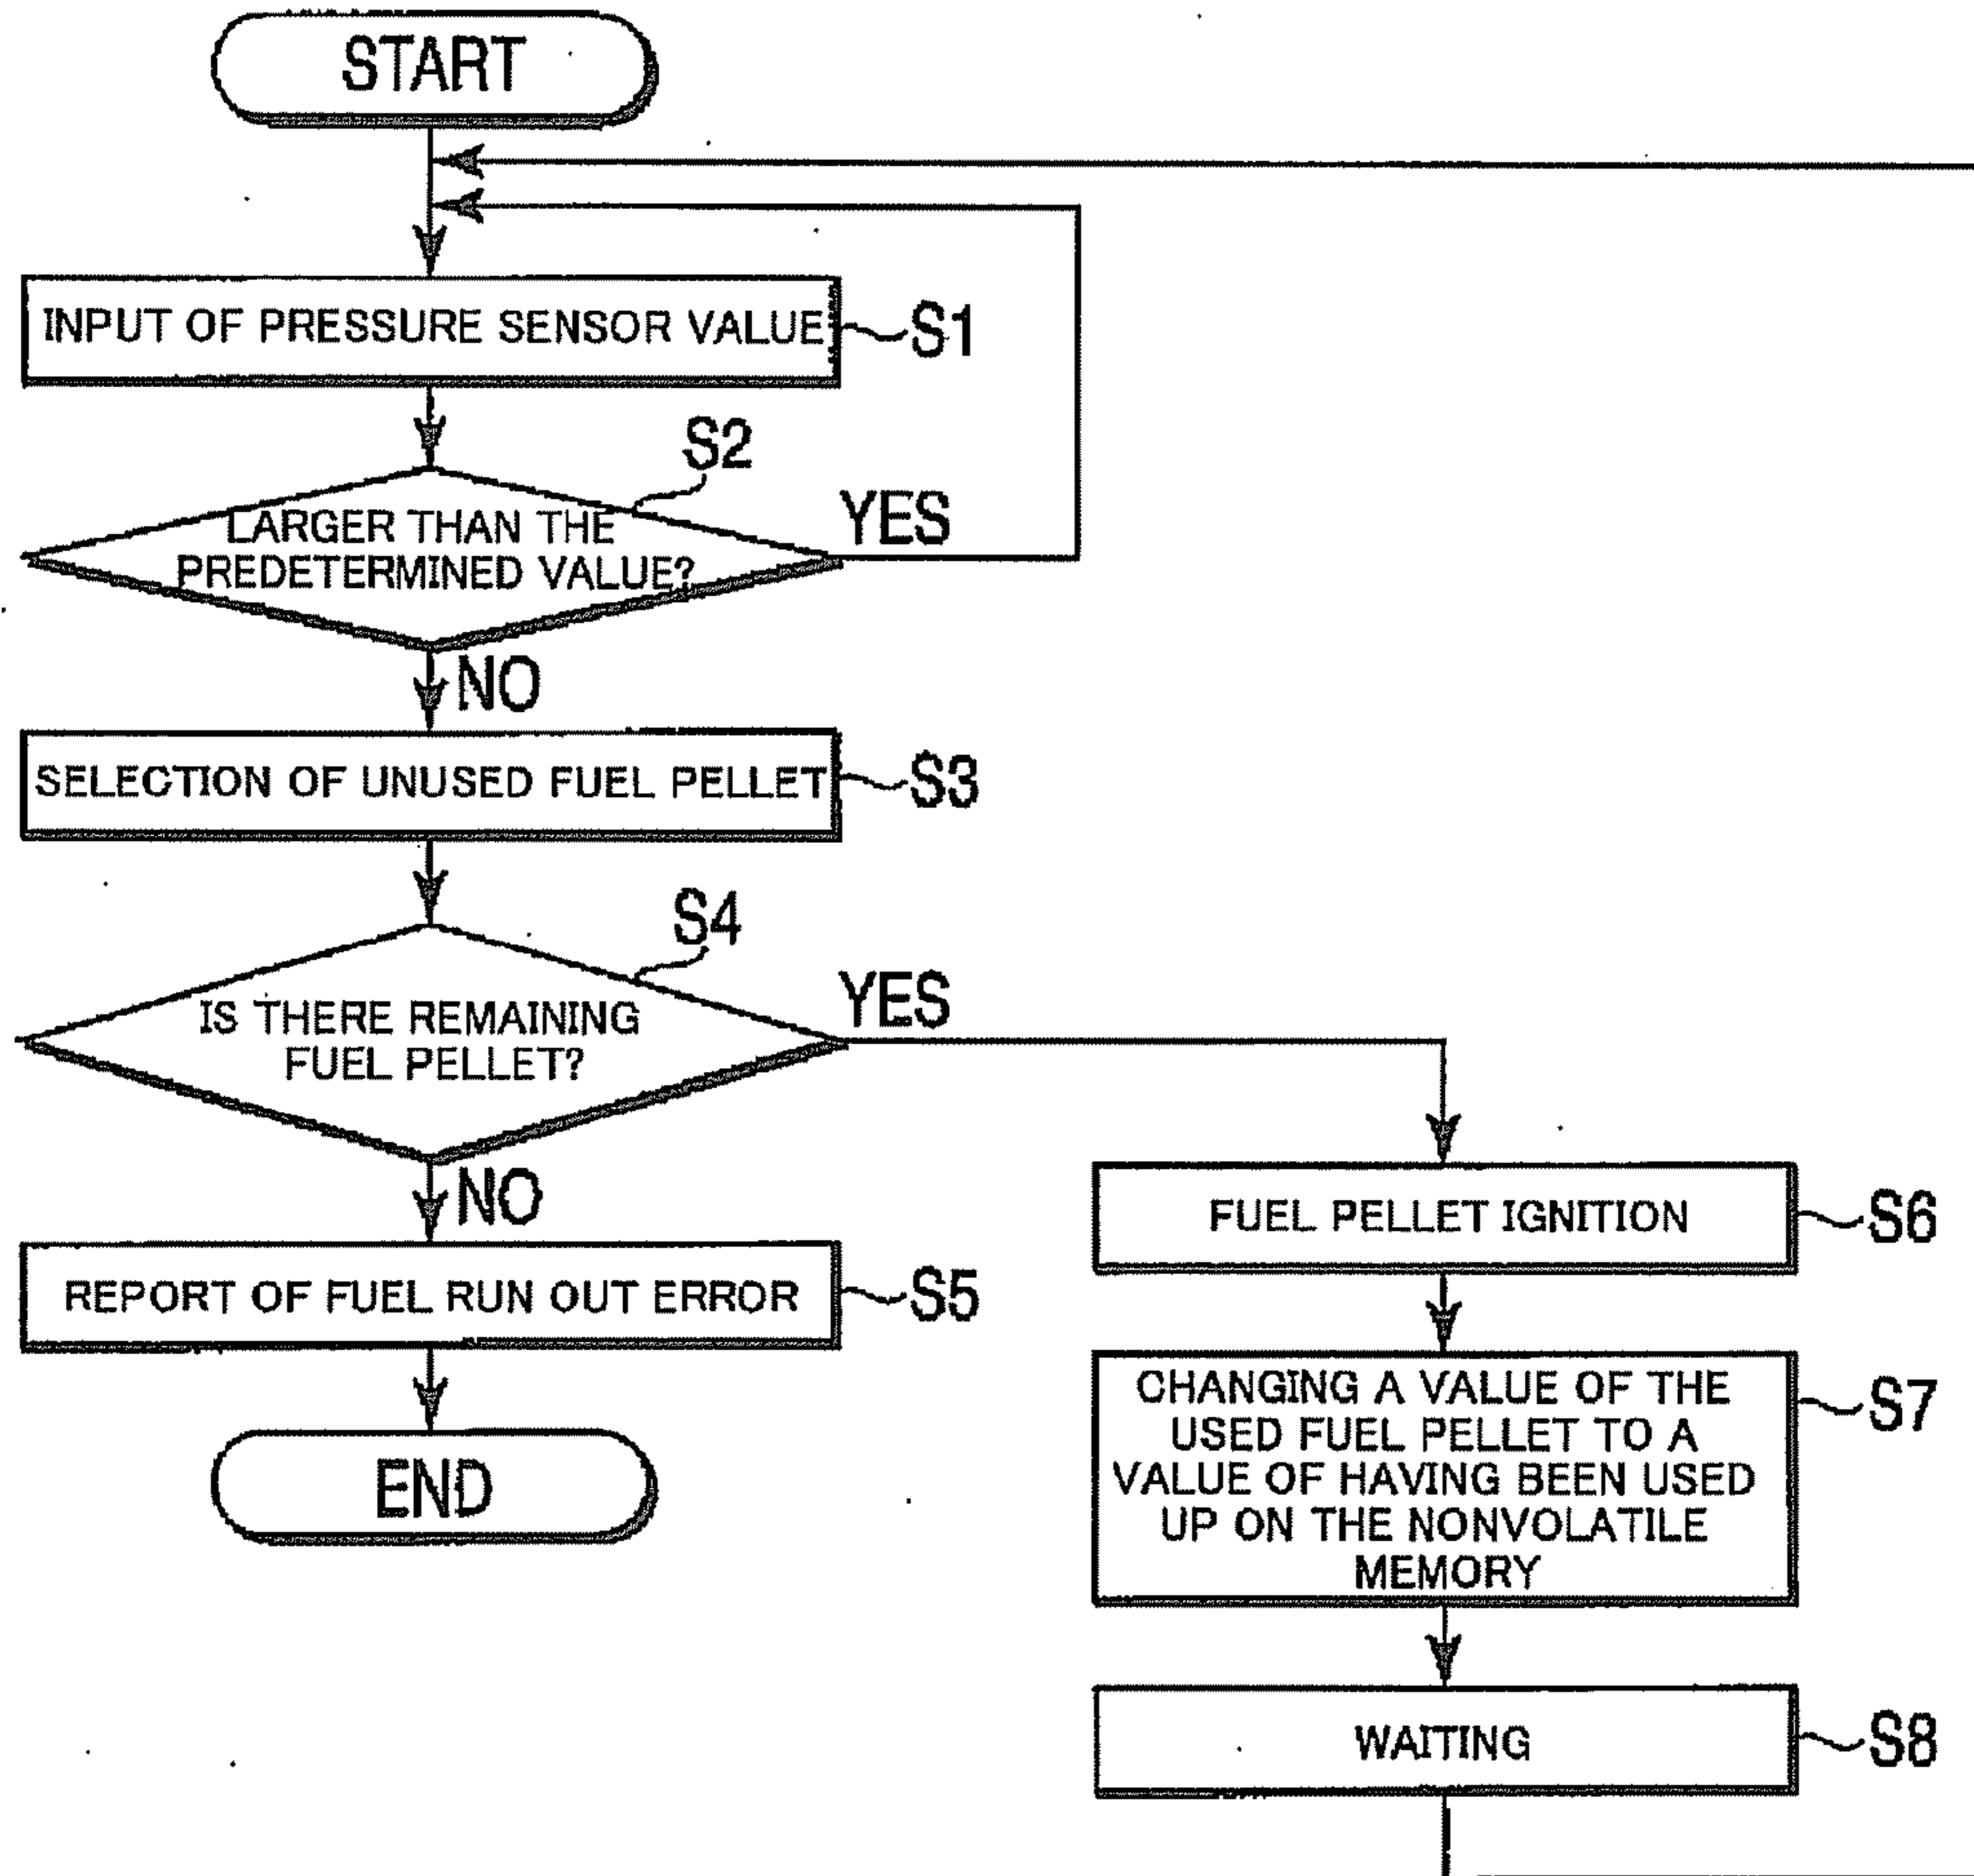 START
INPUT OF PRESSURE SENSOR VALUE
S1
S2
LARGER THAN THE
PREDETERMINED VALUE?
YES
NO
SELECTION OF UNUSED FUEL PELLET
S3
S4
IS THERE REMAINING
FUEL PELLET?
YES
NO
REPORT OF FUEL RUN OUT ERROR
S5
END
FUEL PELLET IGNITION
S6
CHANGING A VALUE OF THE
USED FUEL PELLET TO A
VALUE OF HAVING BEEN USED
UP ON THE NONVOLATILE
MEMORY
S7
WAITING
S8